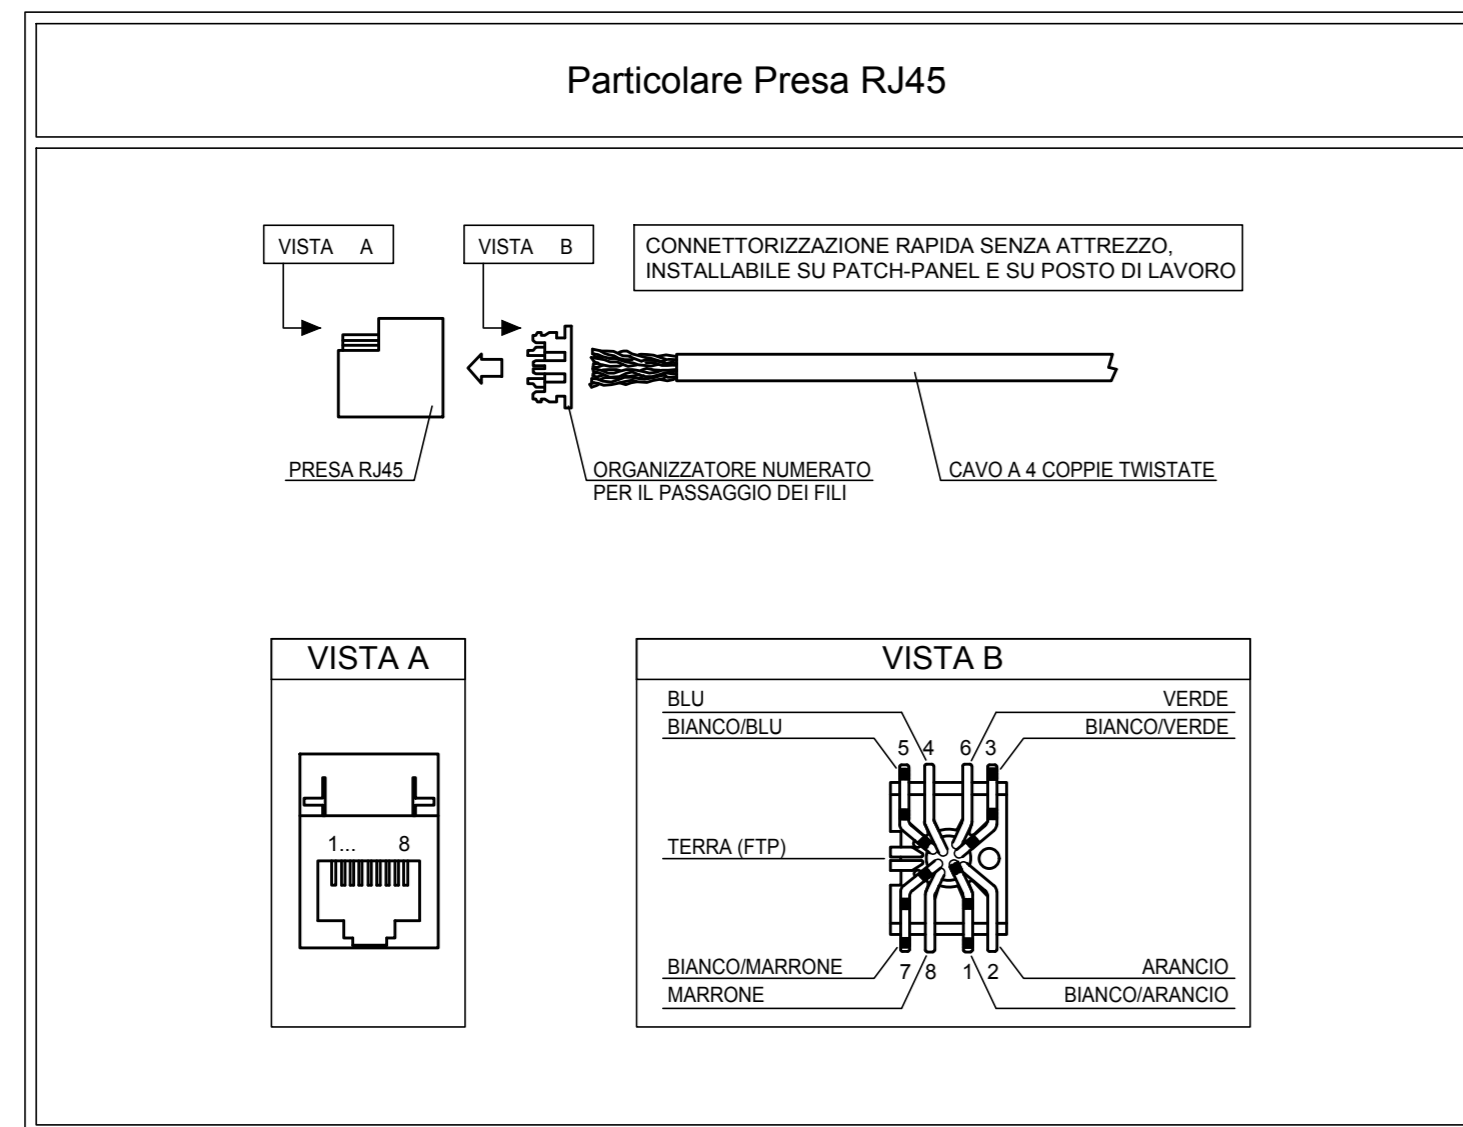 Particolare Presa RJ45
VISTA A
VISTA B
CONNETTORIZZAZIONE RAPIDA SENZA ATTREZZO,
INSTALLABILE SU PATCH-PANEL E SU POSTO DI LAVORO
PRESA RJ45
ORGANIZZATORE NUMERATO
PER IL PASSAGGIO DEI FILI
CAVO A 4 COPPIE TWISTATE
VISTA A
1... 8
VISTA B
BLU
VERDE
BIANCO/BLU
BIANCO/VERDE
5 4 6 3
TERRA (FTP)
BIANCO/MARRONE
ARANCIO
7 8 1 2
MARRONE
BIANCO/ARANCIO